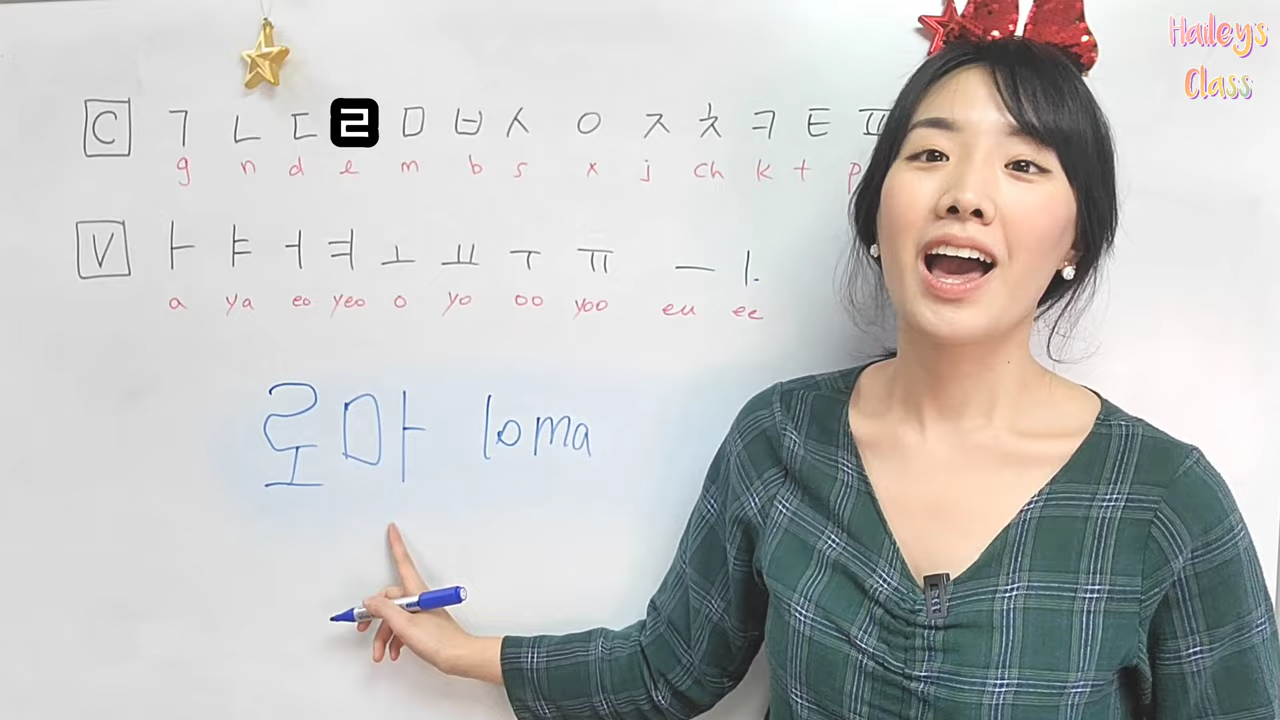 Hailey's
Class
C ㄱ ㄴ ㄷ ㄹ ㅁ ㅂ ㅅ ㅇ ㅈ ㅊ ㅋ ㅌ ㅍ
g n d l m b s x j ch k t p
V ㅏ ㅑ ㅓ ㅕ ㅗ ㅛ ㅜ ㅠ ㅡ ㅣ
a ya eo yeo o yo oo yoo eu ee
로마 loma